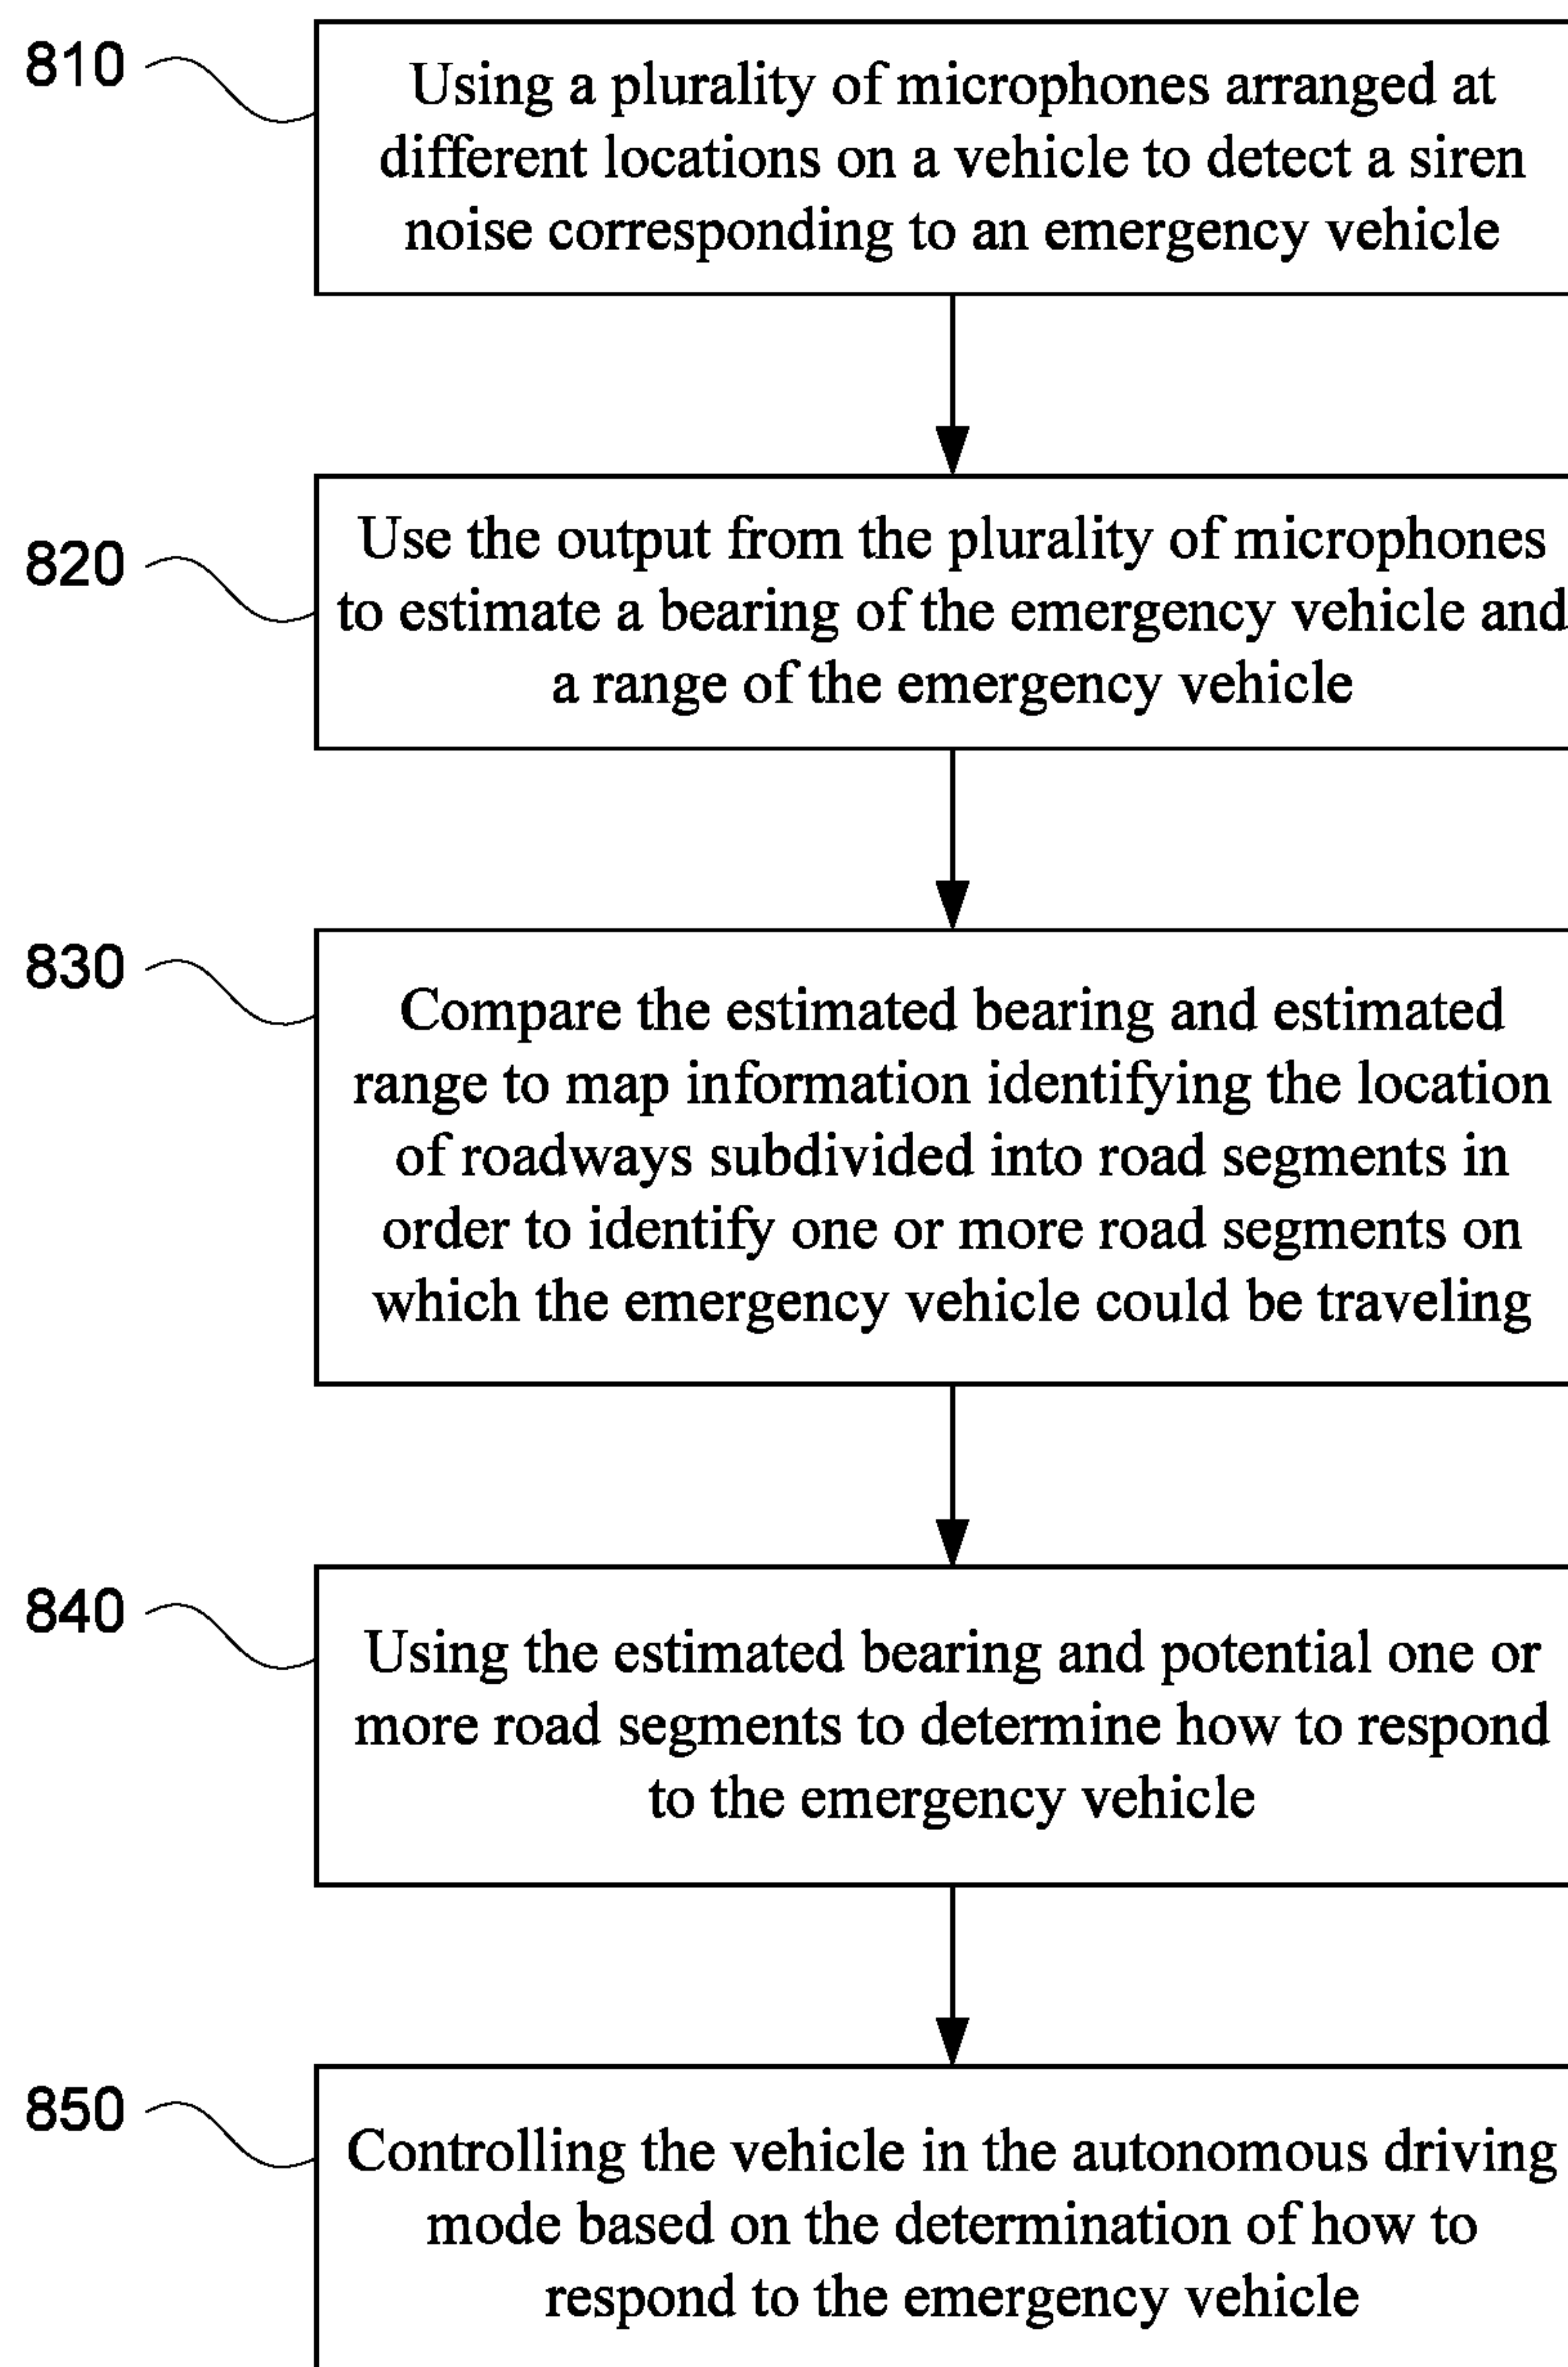 810
Using a plurality of microphones arranged at
different locations on a vehicle to detect a siren
noise corresponding to an emergency vehicle
820
Use the output from the plurality of microphones
to estimate a bearing of the emergency vehicle and
a range of the emergency vehicle
830
Compare the estimated bearing and estimated
range to map information identifying the location
of roadways subdivided into road segments in
order to identify one or more road segments on
which the emergency vehicle could be traveling
840
Using the estimated bearing and potential one or
more road segments to determine how to respond
to the emergency vehicle
850
Controlling the vehicle in the autonomous driving
mode based on the determination of how to
respond to the emergency vehicle